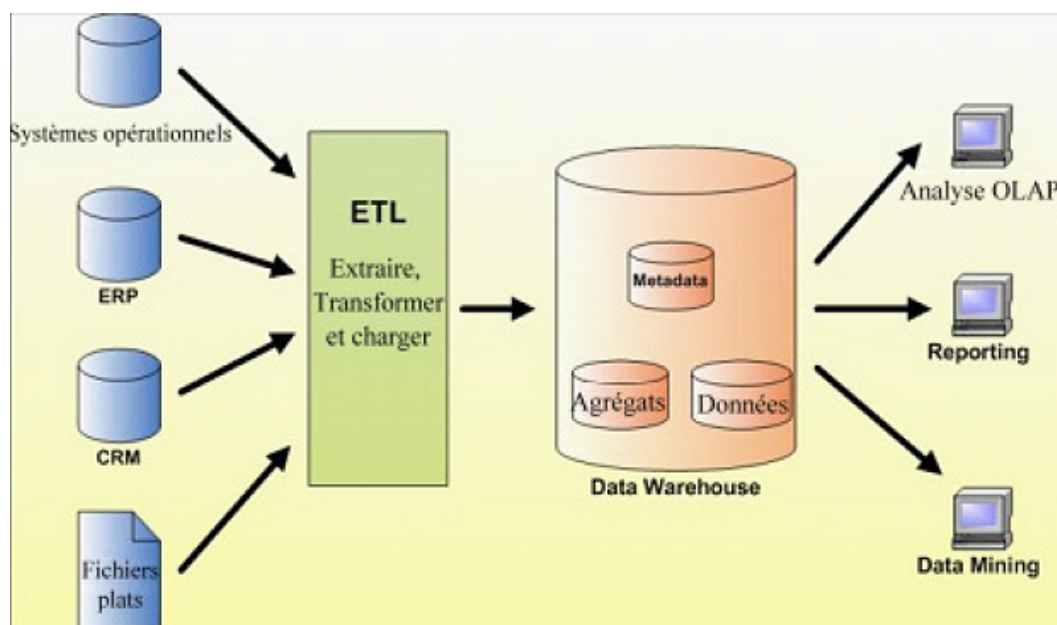 Systèmes opérationnels
ERP
CRM
Fichiers
plats
ETL
Extraire,
Transformer
et charger
Metadata
Agrégats
Données
Data Warehouse
Analyse OLAP
Reporting
Data Mining